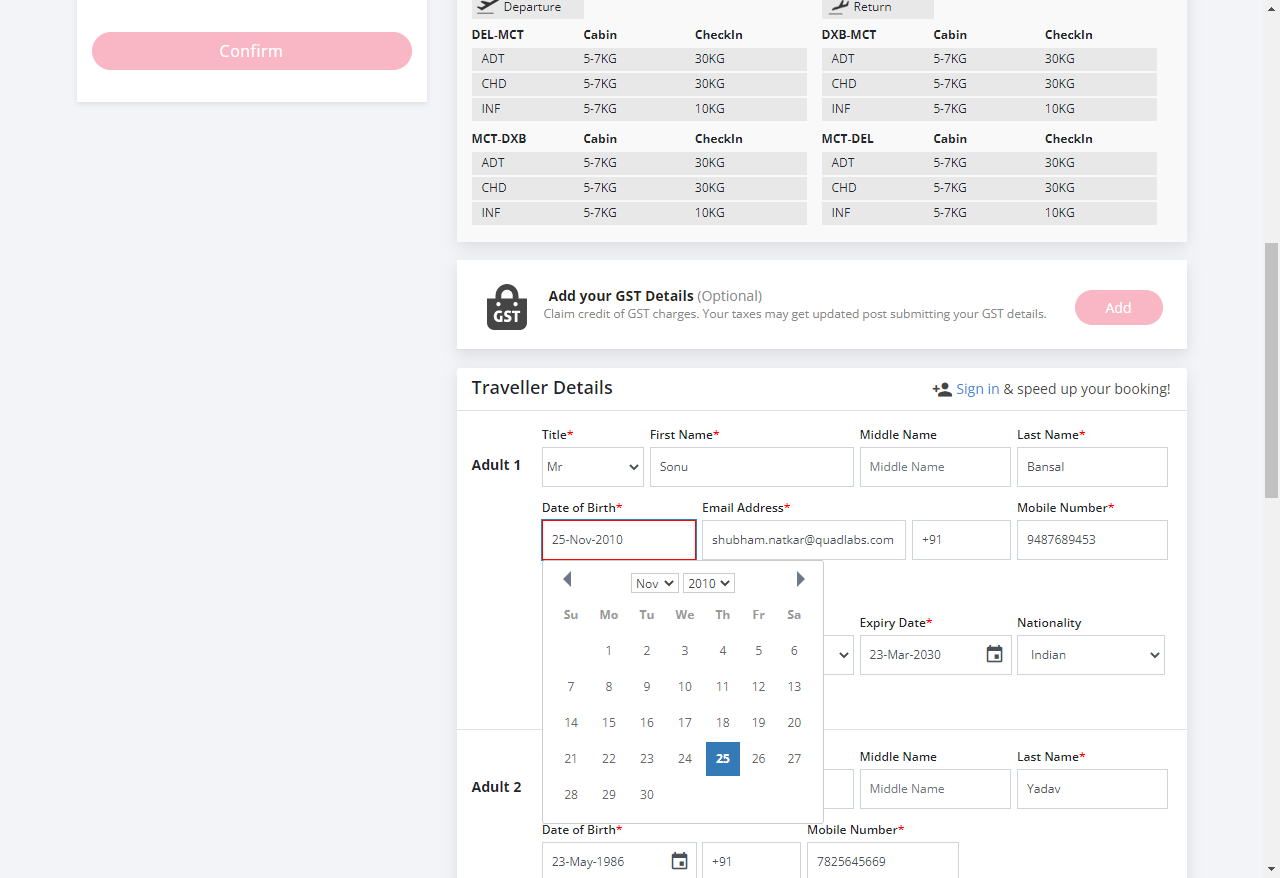 Confirm
Departure
DEL-MCT Cabin CheckIn
ADT 5-7KG 30KG
CHD 5-7KG 30KG
INF 5-7KG 10KG
MCT-DXB Cabin CheckIn
ADT 5-7KG 30KG
CHD 5-7KG 30KG
INF 5-7KG 10KG
Return
DXB-MCT Cabin CheckIn
ADT 5-7KG 30KG
CHD 5-7KG 30KG
INF 5-7KG 10KG
MCT-DEL Cabin CheckIn
ADT 5-7KG 30KG
CHD 5-7KG 30KG
INF 5-7KG 10KG
GST
Add your GST Details (Optional)
Claim credit of GST charges. Your taxes may get updated post submitting your GST details.
Add
Traveller Details
Sign in & speed up your booking!
Title* First Name* Middle Name Last Name*
Adult 1 Mr Sonu Middle Name Bansal
Date of Birth* Email Address* Mobile Number*
25-Nov-2010 shubham.natkar@quadlabs.com +91 9487689453
Nov 2010
Su Mo Tu We Th Fr Sa
1 2 3 4 5 6
7 8 9 10 11 12 13
14 15 16 17 18 19 20
21 22 23 24 25 26 27
28 29 30
Expiry Date* Nationality
23-Mar-2030 Indian
Middle Name Last Name*
Adult 2 Middle Name Yadav
Date of Birth* Mobile Number*
23-May-1986 +91 7825645669